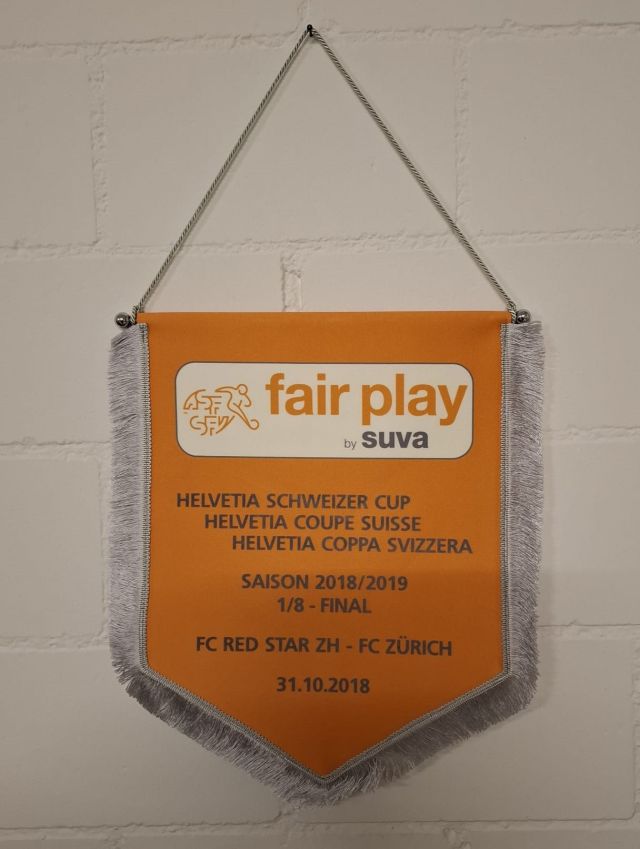 ASF
SFV
fair play
by suva
HELVETIA SCHWEIZER CUP
HELVETIA COUPE SUISSE
HELVETIA COPPA SVIZZERA
SAISON 2018/2019
1/8 - FINAL
FC RED STAR ZH - FC ZÜRICH
31.10.2018